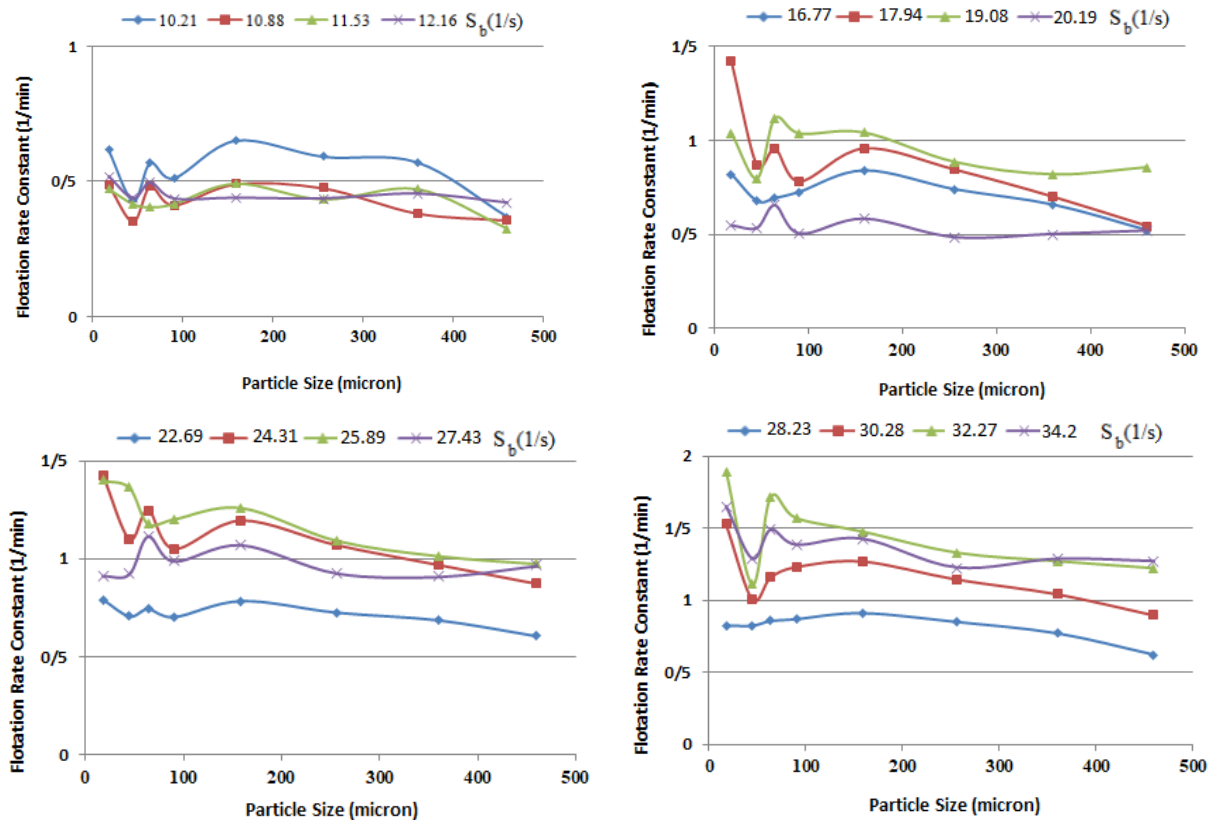 10.21 10.88 11.53 12.16 S_b(1/s)
1
0/5
0
0 100 200 300 400 500
Flotation Rate Constant (1/min)
Particle Size (micron)
16.77 17.94 19.08 20.19 S_b(1/s)
1/5
1
0/5
0
0 100 200 300 400 500
Flotation Rate Constant (1/min)
Particle Size (micron)
22.69 24.31 25.89 27.43 S_b(1/s)
1/5
1
0/5
0
0 100 200 300 400 500
Flotation Rate Constant (1/min)
Particle Size (micron)
28.23 30.28 32.27 34.2 S_b(1/s)
2
1/5
1
0/5
0
0 100 200 300 400 500
Flotation Rate Constant (1/min)
Particle Size (micron)